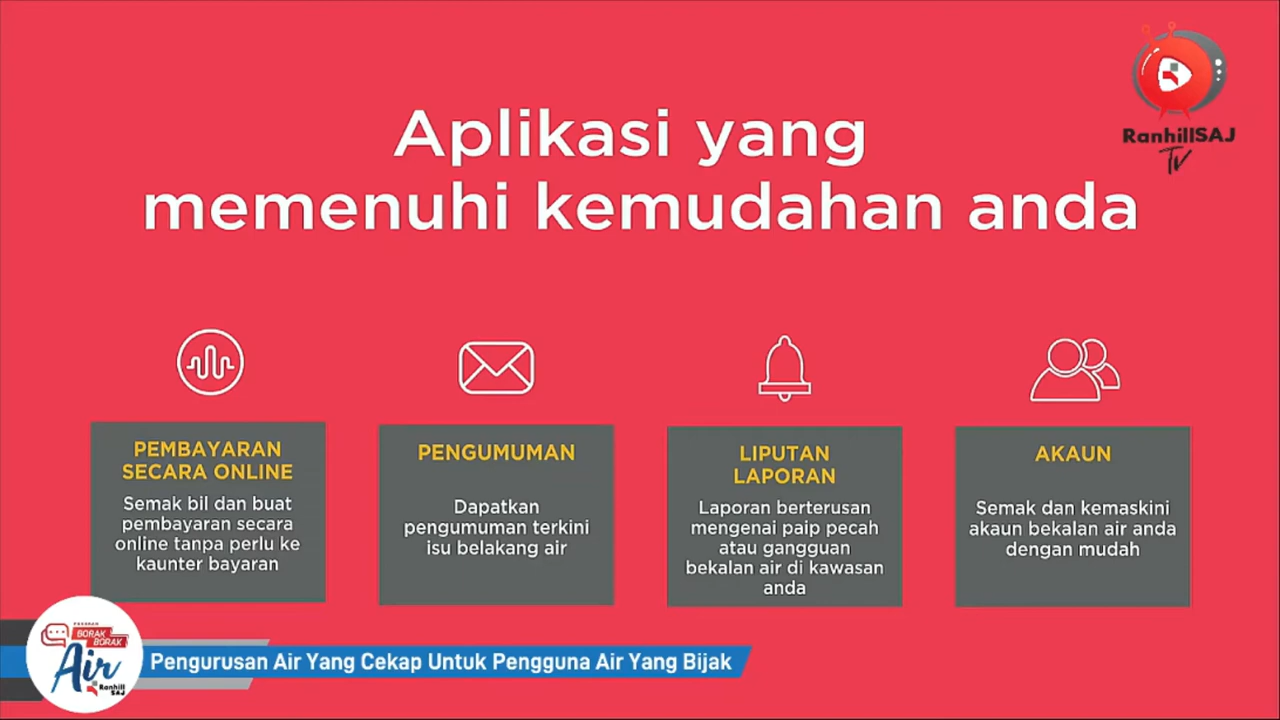 RanhillSAJ
TV
Aplikasi yang
memenuhi kemudahan anda
PEMBAYARAN
SECARA ONLINE
Semak bil dan buat
pembayaran secara
online tanpa perlu ke
kaunter bayaran
PENGUMUMAN
Dapatkan
pengumuman terkini
isu belakang air
LIPUTAN
LAPORAN
Laporan berterusan
mengenai paip pecah
atau gangguan
bekalan air di kawasan
anda
AKAUN
Semak dan kemaskini
akaun bekalan air anda
dengan mudah
BORAK
BORAK
Air
Ranhill
SAJ
Pengurusan Air Yang Cekap Untuk Pengguna Air Yang Bijak